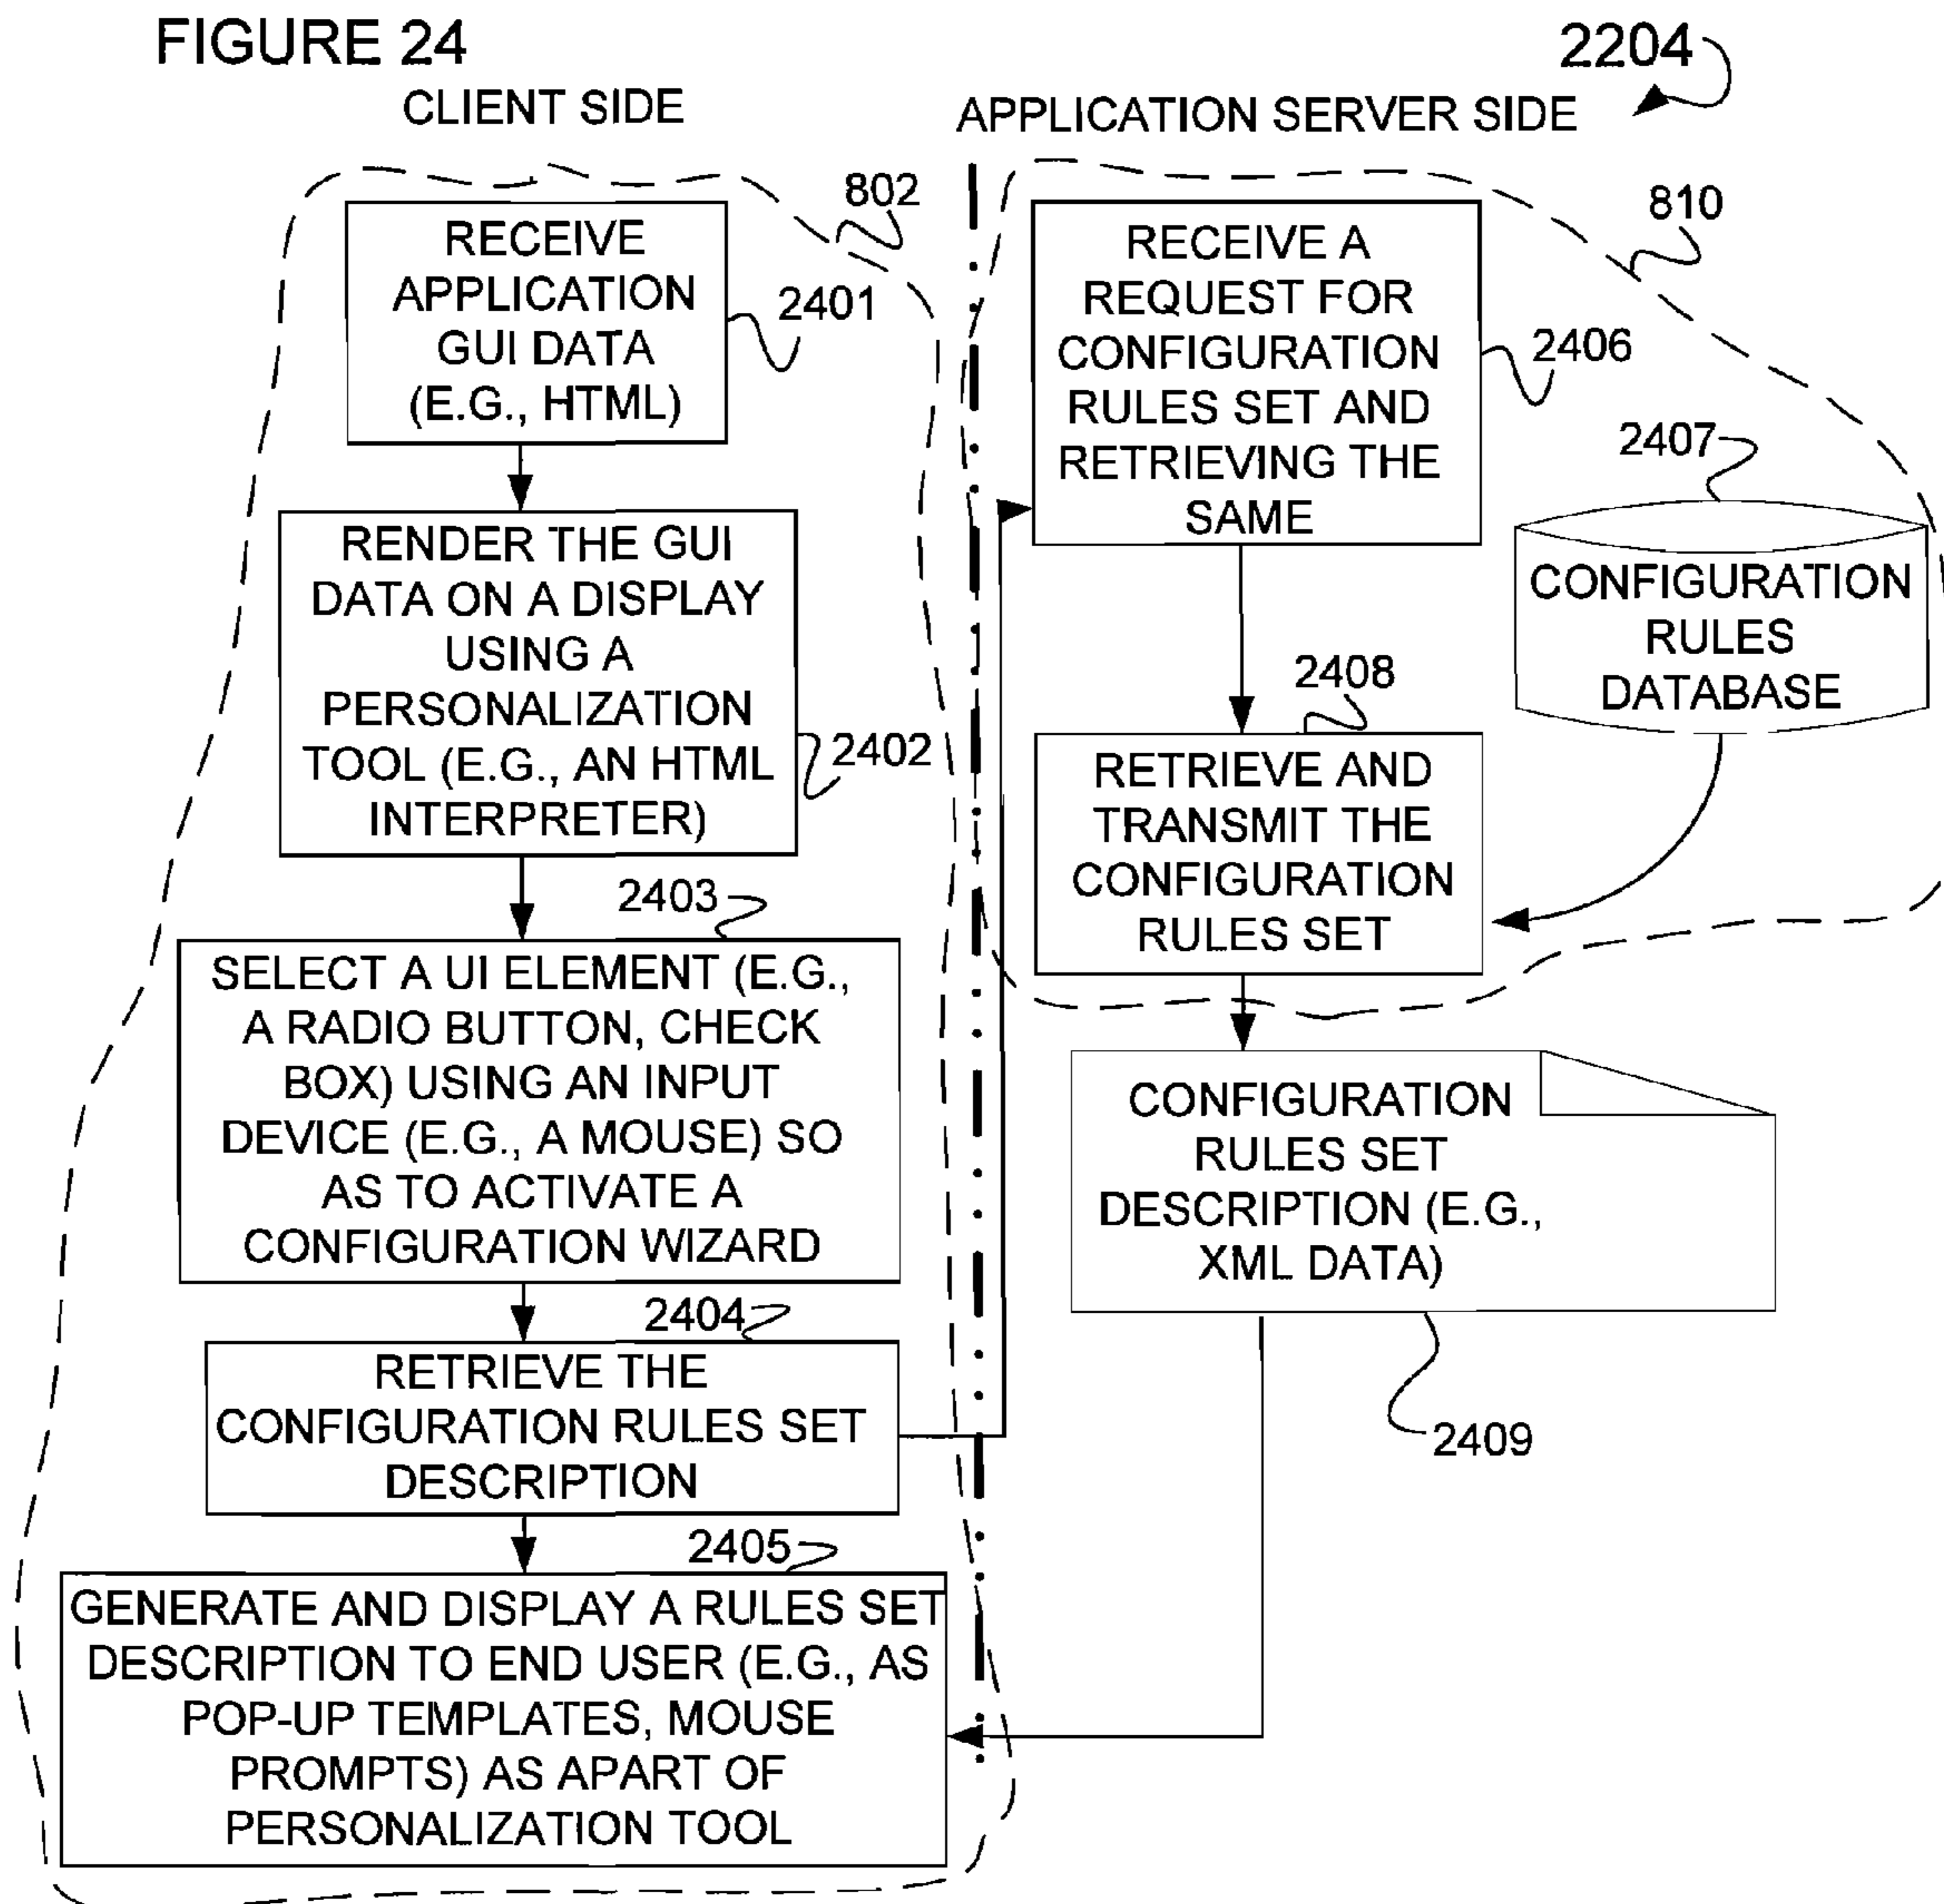 FIGURE 24
2204
CLIENT SIDE
APPLICATION SERVER SIDE
802
RECEIVE
APPLICATION
GUI DATA
(E.G., HTML)
2401
RENDER THE GUI
DATA ON A DISPLAY
USING A
PERSONALIZATION
TOOL (E.G., AN HTML
INTERPRETER)
2402
2403
SELECT A UI ELEMENT (E.G.,
A RADIO BUTTON, CHECK
BOX) USING AN INPUT
DEVICE (E.G., A MOUSE) SO
AS TO ACTIVATE A
CONFIGURATION WIZARD
2404
RETRIEVE THE
CONFIGURATION RULES SET
DESCRIPTION
2405
GENERATE AND DISPLAY A RULES SET
DESCRIPTION TO END USER (E.G., AS
POP-UP TEMPLATES, MOUSE
PROMPTS) AS APART OF
PERSONALIZATION TOOL
810
RECEIVE A
REQUEST FOR
CONFIGURATION
RULES SET AND
RETRIEVING THE
SAME
2406
2407
CONFIGURATION
RULES
DATABASE
2408
RETRIEVE AND
TRANSMIT THE
CONFIGURATION
RULES SET
CONFIGURATION
RULES SET
DESCRIPTION (E.G.,
XML DATA)
2409